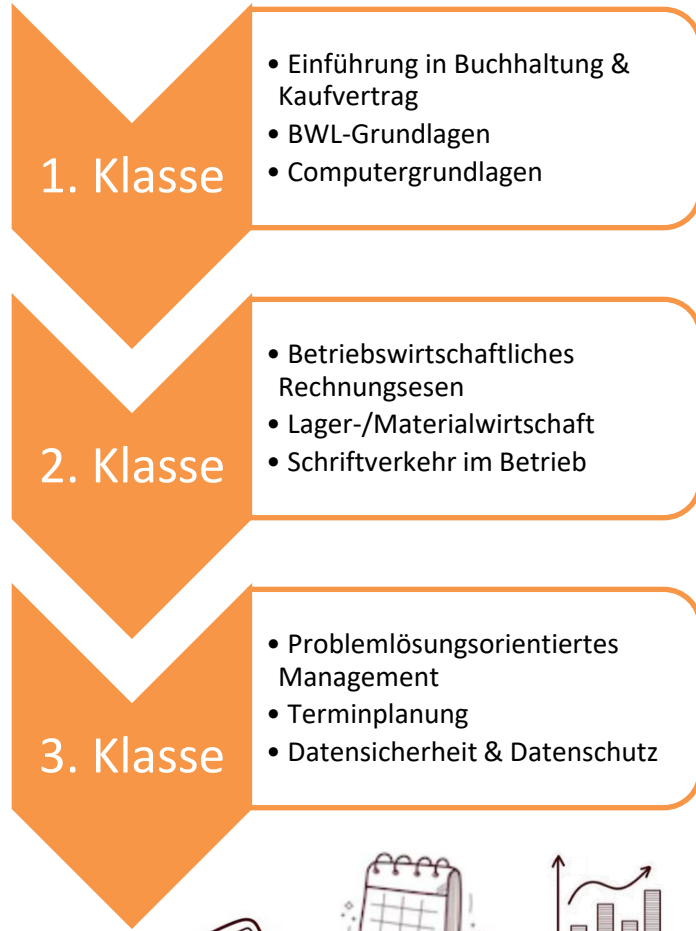 1. Klasse
• Einführung in Buchhaltung &
Kaufvertrag
• BWL-Grundlagen
• Computergrundlagen
2. Klasse
• Betriebswirtschaftliches
Rechnungsesen
• Lager-/Materialwirtschaft
• Schriftverkehr im Betrieb
3. Klasse
• Problemlösungsorientiertes
Management
• Terminplanung
• Datensicherheit & Datenschutz